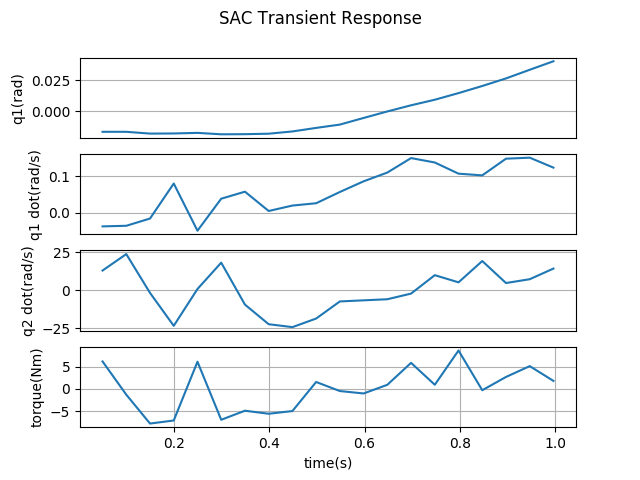 SAC Transient Response
q1(rad)
0.025
0.000
q1 dot(rad/s)
0.1
0.0
q2 dot(rad/s)
25
0
−25
torque(Nm)
5
0
−5
0.2 0.4 0.6 0.8 1.0
time(s)